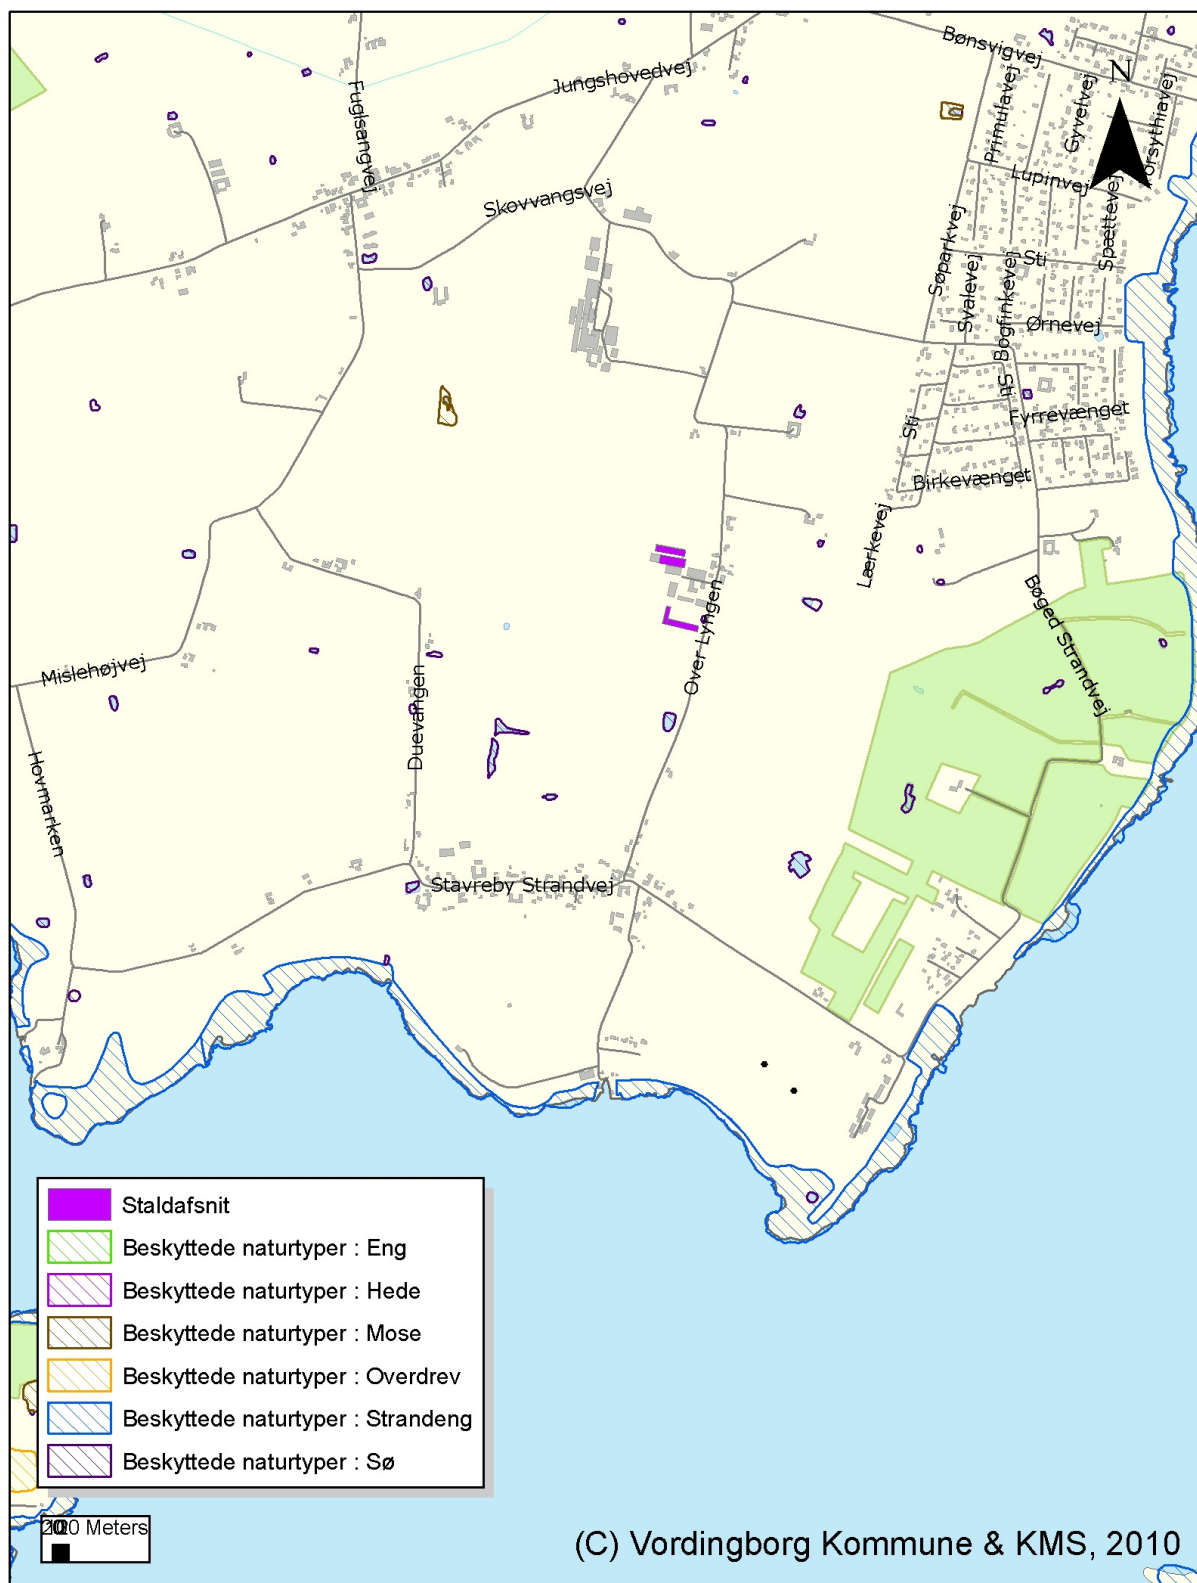 Bønsvigvej
N
Jungshovedvej
Fuglsangvej
Primulavej
Gyvelvej
Lupinvej
Skovvangsvej
Spættevej
Søparkvej
Sti
Svalevej
Bogfinkevej
Ørnevej
Sti
Fyrrevænget
Sti
Birkevænget
Lærkevej
Over Lyngen
Bøged Strandvej
Mislehøjvej
Duevangen
Hovmarken
Stavreby Strandvej
Staldafsnit
Beskyttede naturtyper : Eng
Beskyttede naturtyper : Hede
Beskyttede naturtyper : Mose
Beskyttede naturtyper : Overdrev
Beskyttede naturtyper : Strandeng
Beskyttede naturtyper : Sø
Meters
(C) Vordingborg Kommune & KMS, 2010